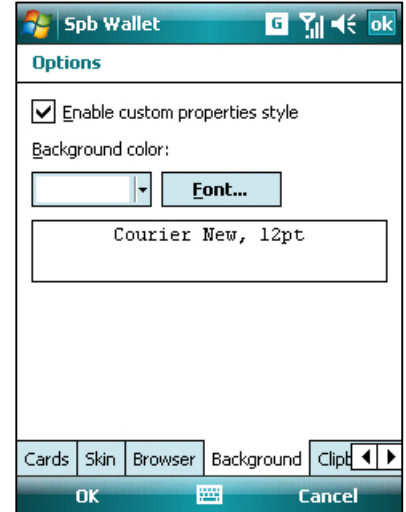 Spb Wallet G ok
Options
Enable custom properties style
Background color:
Font...
Courier New, 12pt
Cards Skin Browser Background Clipb
OK Cancel